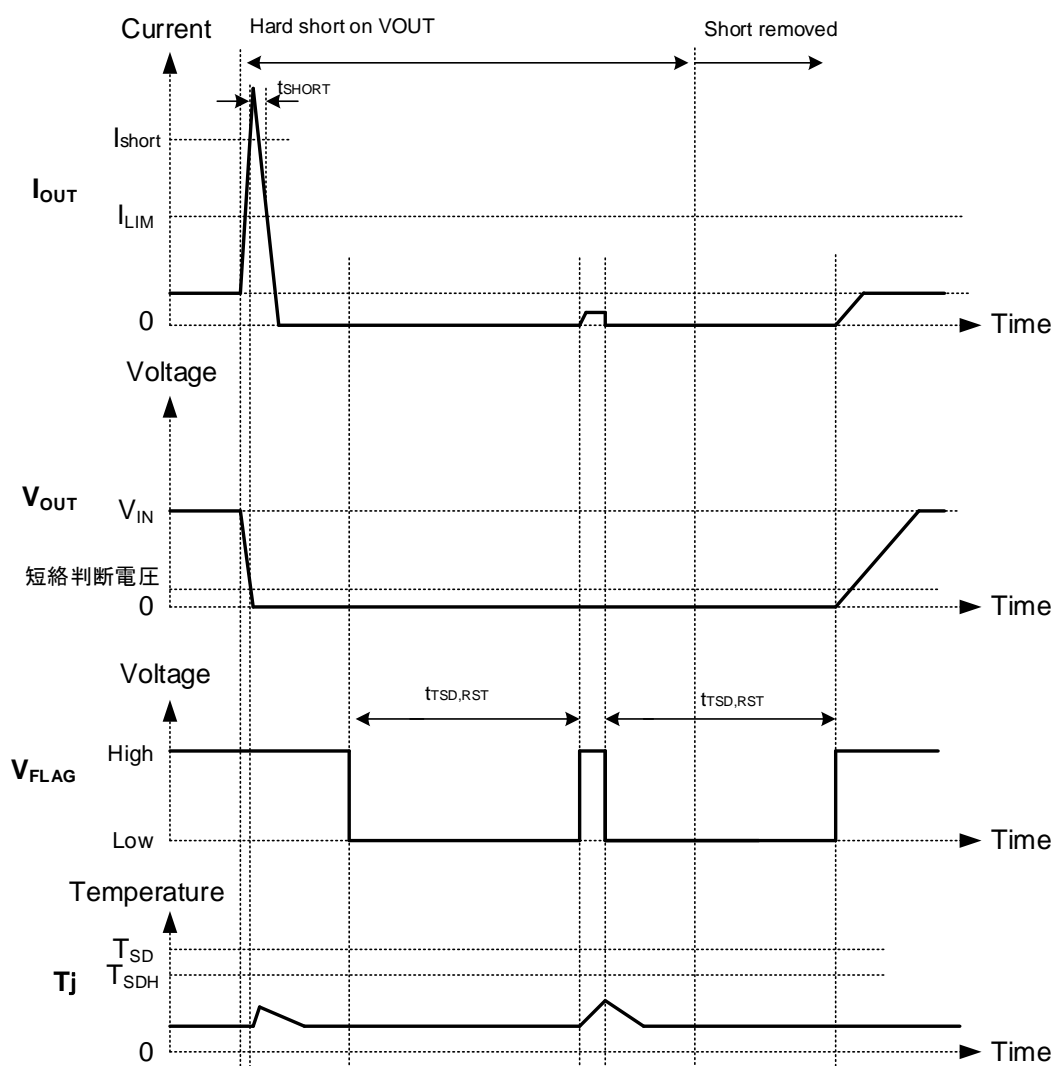 Current
Hard short on VOUT
Short removed
tSHORT
Ishort
IOUT
ILIM
0
Time
Voltage
VOUT
VIN
短絡判断電圧
0
Time
Voltage
tTSD,RST
tTSD,RST
High
VFLAG
Low
Time
Temperature
TSD
Tj
TSDH
0
Time